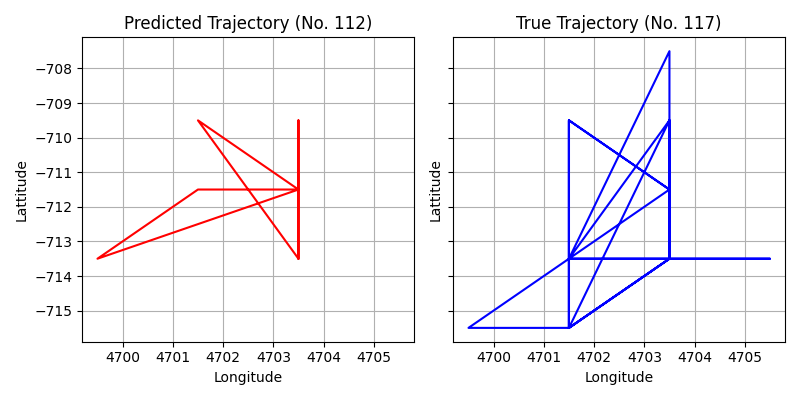 Predicted Trajectory (No. 112)
True Trajectory (No. 117)
−708
−709
−710
−711
−712
−713
−714
−715
Lattitude
Lattitude
4700 4701 4702 4703 4704 4705
4700 4701 4702 4703 4704 4705
Longitude
Longitude